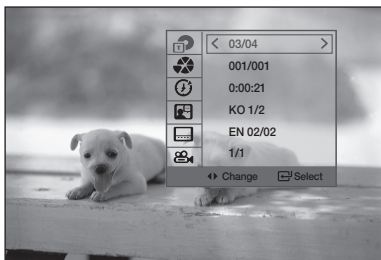 T
< 03/04 >
001/001
0:00:21
KO 1/2
EN 02/02
1/1
Change Select